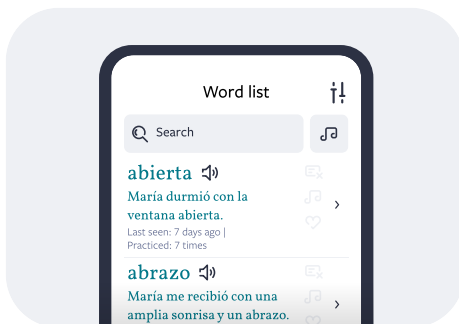 Word list
Search
abierta
María durmió con la
ventana abierta.
Last seen: 7 days ago |
Practiced: 7 times
abrazo
María me recibió con una
amplia sonrisa y un abrazo.